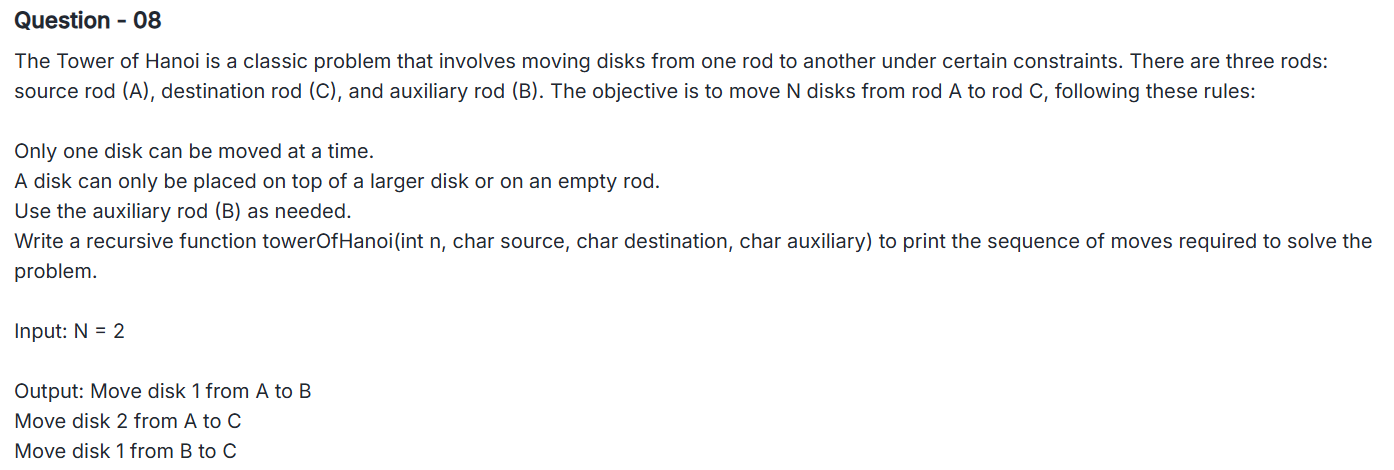 Question - 08
The Tower of Hanoi is a classic problem that involves moving disks from one rod to another under certain constraints. There are three rods:
source rod (A), destination rod (C), and auxiliary rod (B). The objective is to move N disks from rod A to rod C, following these rules:
Only one disk can be moved at a time.
A disk can only be placed on top of a larger disk or on an empty rod.
Use the auxiliary rod (B) as needed.
Write a recursive function towerOfHanoi(int n, char source, char destination, char auxiliary) to print the sequence of moves required to solve the
problem.
Input: N = 2
Output: Move disk 1 from A to B
Move disk 2 from A to C
Move disk 1 from B to C